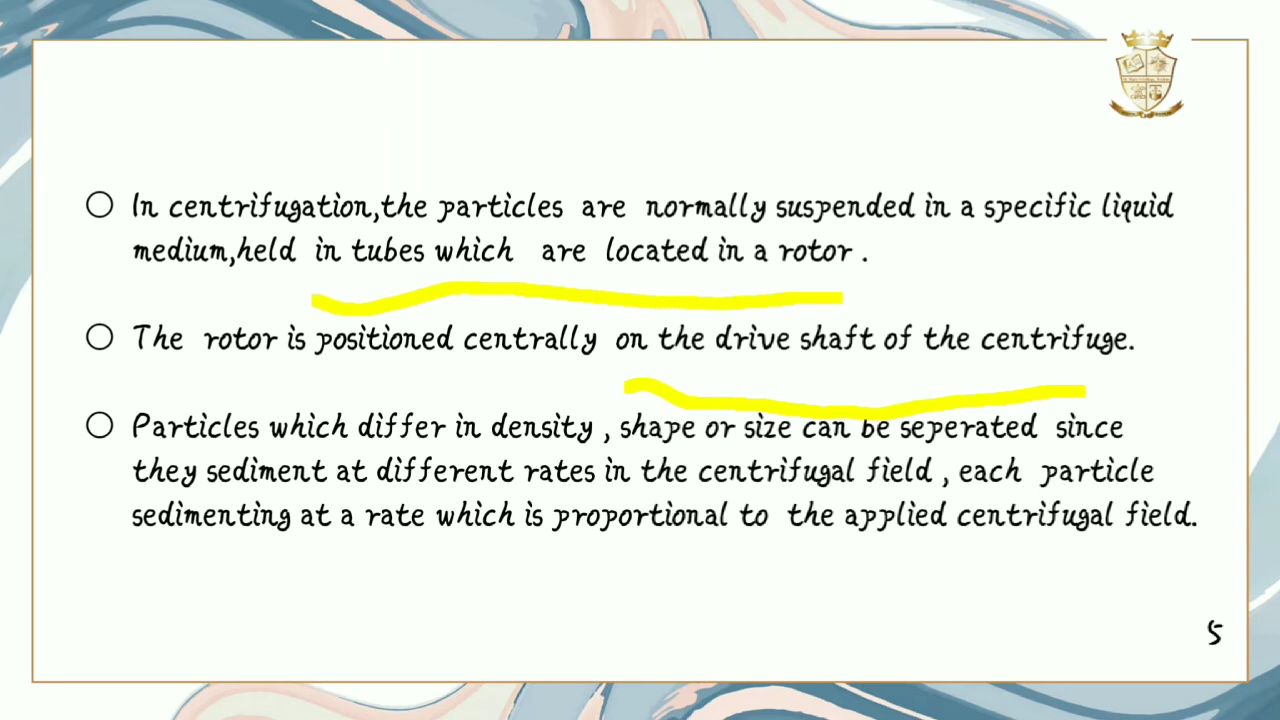 In centrifugation,the particles are normally suspended in a specific liquid
medium,held in tubes which are located in a rotor .
The rotor is positioned centrally on the drive shaft of the centrifuge.
Particles which differ in density , shape or size can be seperated since
they sediment at different rates in the centrifugal field , each particle
sedimenting at a rate which is proportional to the applied centrifugal field.
5